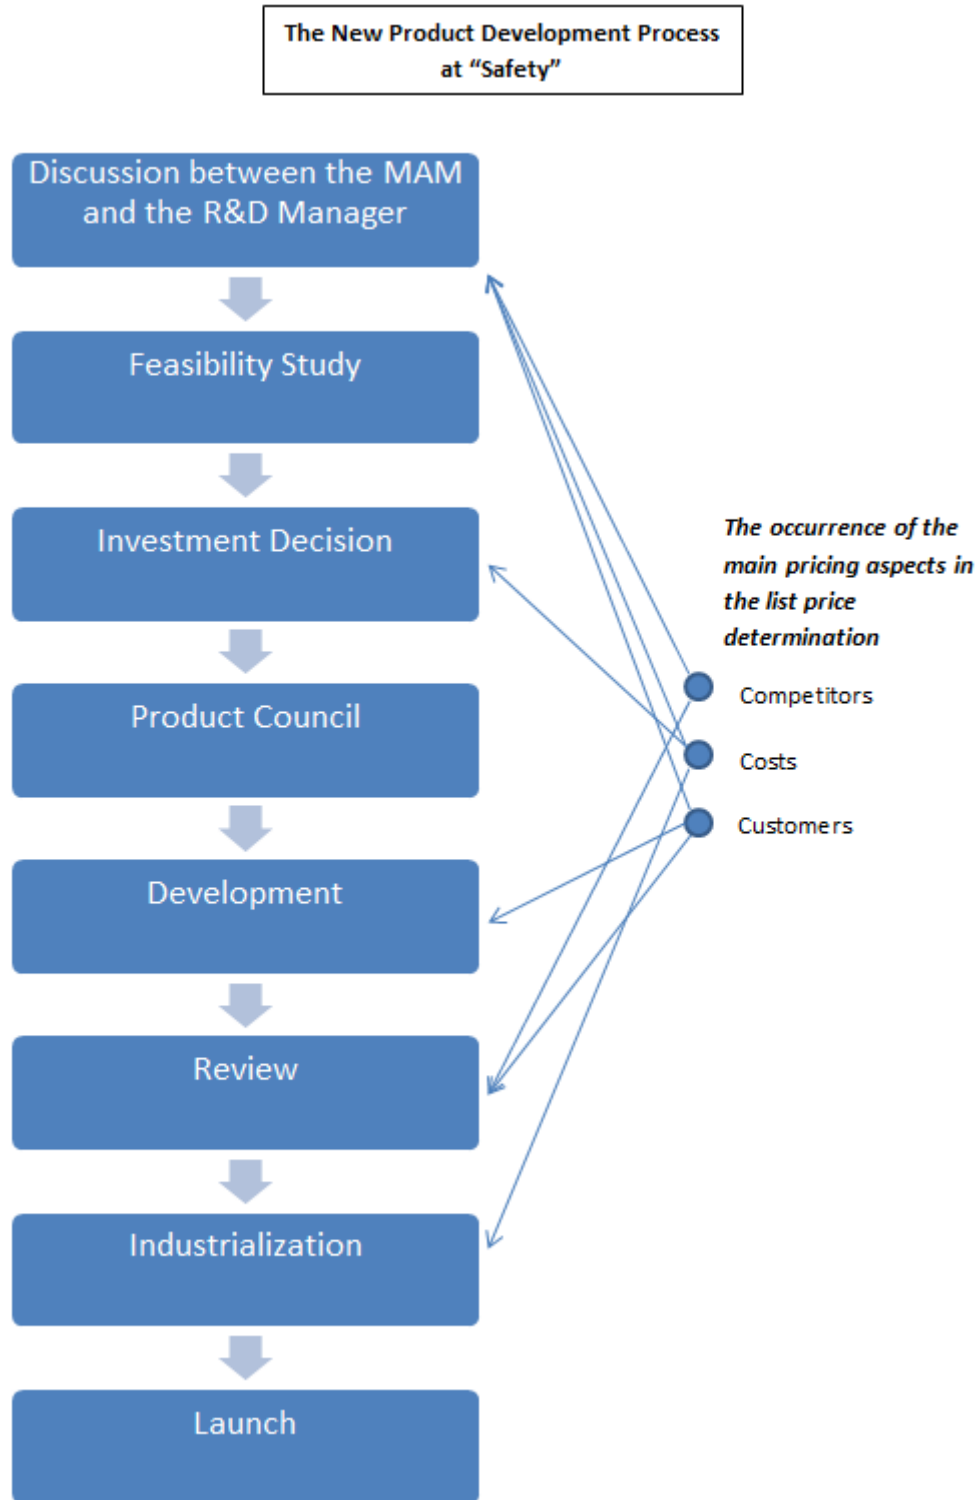 The New Product Development Process
at “Safety”
Discussion between the MAM
and the R&D Manager
Feasibility Study
Investment Decision
Product Council
Development
Review
Industrialization
Launch
The occurrence of the
main pricing aspects in
the list price
determination
Competitors
Costs
Customers